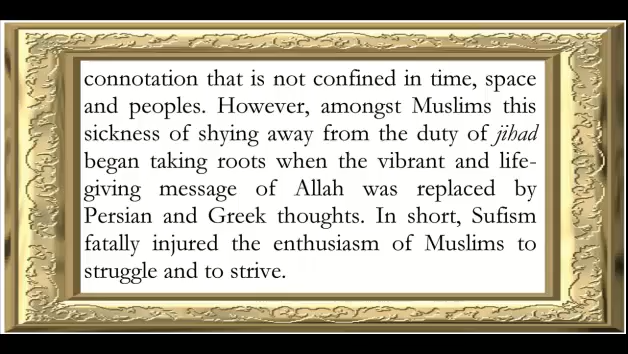 connotation that is not confined in time, space
and peoples. However, amongst Muslims this
sickness of shying away from the duty of jihad
began taking roots when the vibrant and life-
giving message of Allah was replaced by
Persian and Greek thoughts. In short, Sufism
fatally injured the enthusiasm of Muslims to
struggle and to strive.